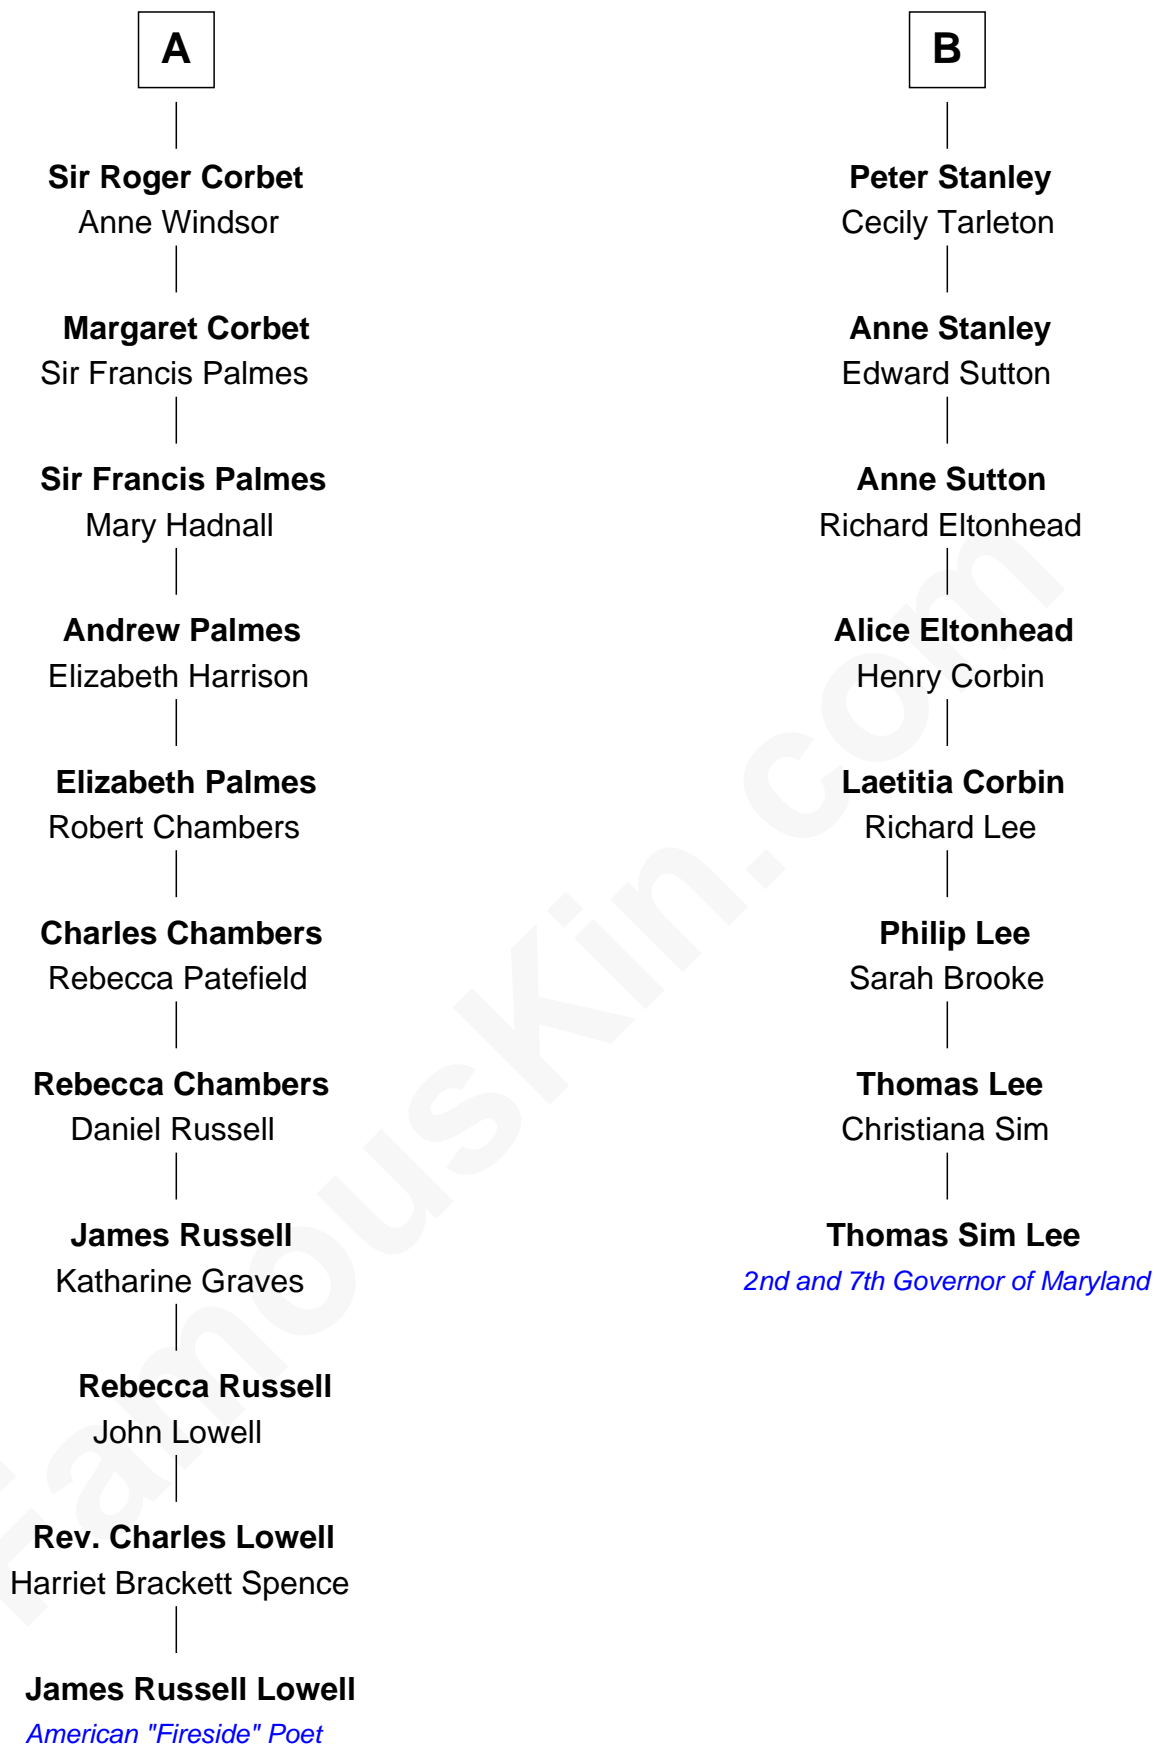 A
Sir Roger Corbet
Anne Windsor
Margaret Corbet
Sir Francis Palmes
Sir Francis Palmes
Mary Hadnall
Andrew Palmes
Elizabeth Harrison
Elizabeth Palmes
Robert Chambers
Charles Chambers
Rebecca Patefield
Rebecca Chambers
Daniel Russell
James Russell
Katharine Graves
Rebecca Russell
John Lowell
Rev. Charles Lowell
Harriet Brackett Spence
James Russell Lowell
American "Fireside" Poet
B
Peter Stanley
Cecily Tarleton
Anne Stanley
Edward Sutton
Anne Sutton
Richard Eltonhead
Alice Eltonhead
Henry Corbin
Laetitia Corbin
Richard Lee
Philip Lee
Sarah Brooke
Thomas Lee
Christiana Sim
Thomas Sim Lee
2nd and 7th Governor of Maryland
FamousKin.com